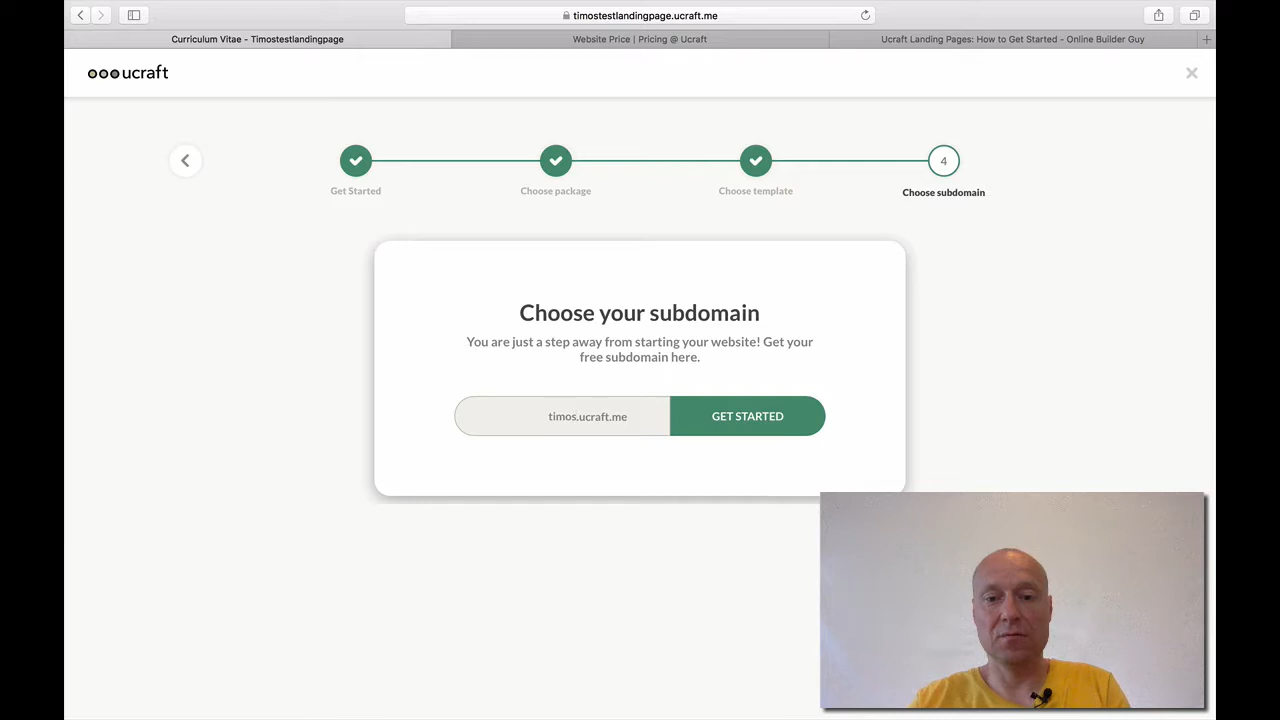 timostestlandingpage.ucraft.me
Curriculum Vitae - Timostestlandingpage
Website Price | Pricing @ Ucraft
Ucraft Landing Pages: How to Get Started - Online Builder Guy
ucraft
4
Get Started
Choose package
Choose template
Choose subdomain
Choose your subdomain
You are just a step away from starting your website! Get your
free subdomain here.
timos.ucraft.me
GET STARTED